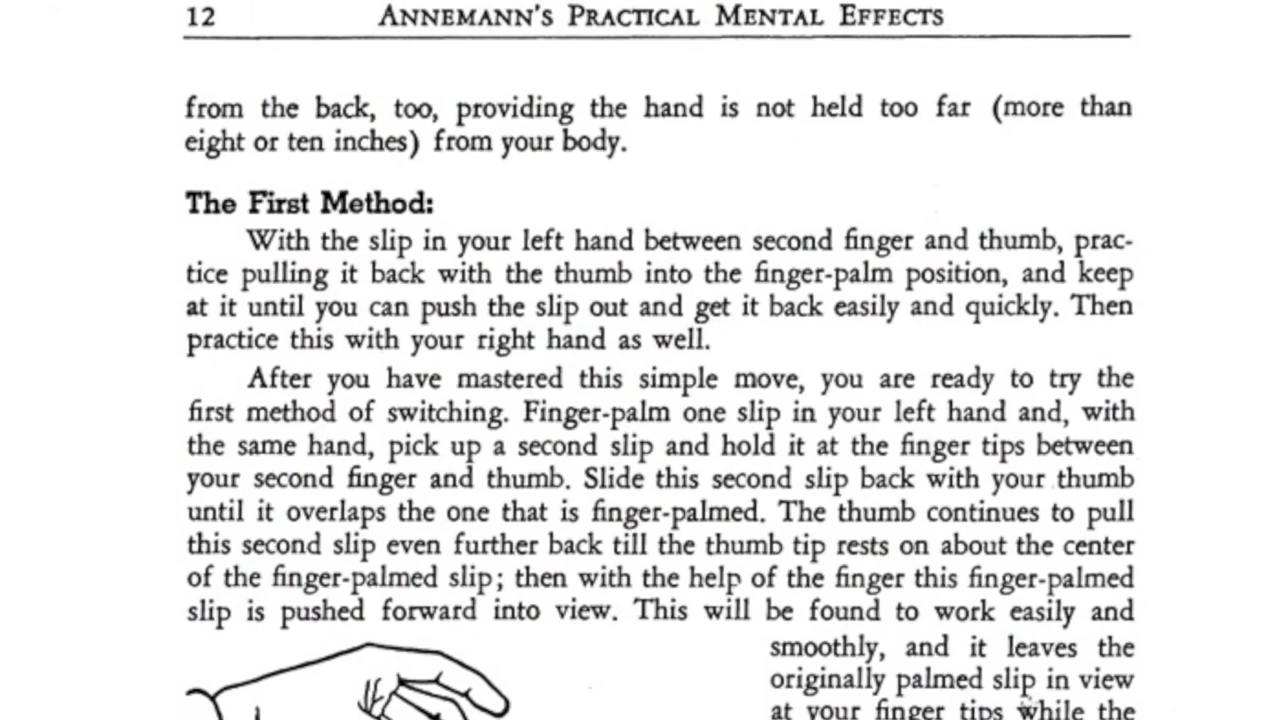 12 ANNEMANN'S PRACTICAL MENTAL EFFECTS
from the back, too, providing the hand is not held too far (more than
eight or ten inches) from your body.
The First Method:
With the slip in your left hand between second finger and thumb, prac-
tice pulling it back with the thumb into the finger-palm position, and keep
at it until you can push the slip out and get it back easily and quickly. Then
practice this with your right hand as well.
After you have mastered this simple move, you are ready to try the
first method of switching. Finger-palm one slip in your left hand and, with
the same hand, pick up a second slip and hold it at the finger tips between
your second finger and thumb. Slide this second slip back with your thumb
until it overlaps the one that is finger-palmed. The thumb continues to pull
this second slip even further back till the thumb tip rests on about the center
of the finger-palmed slip; then with the help of the finger this finger-palmed
slip is pushed forward into view. This will be found to work easily and
smoothly, and it leaves the
originally palmed slip in view
at your finger tips while the